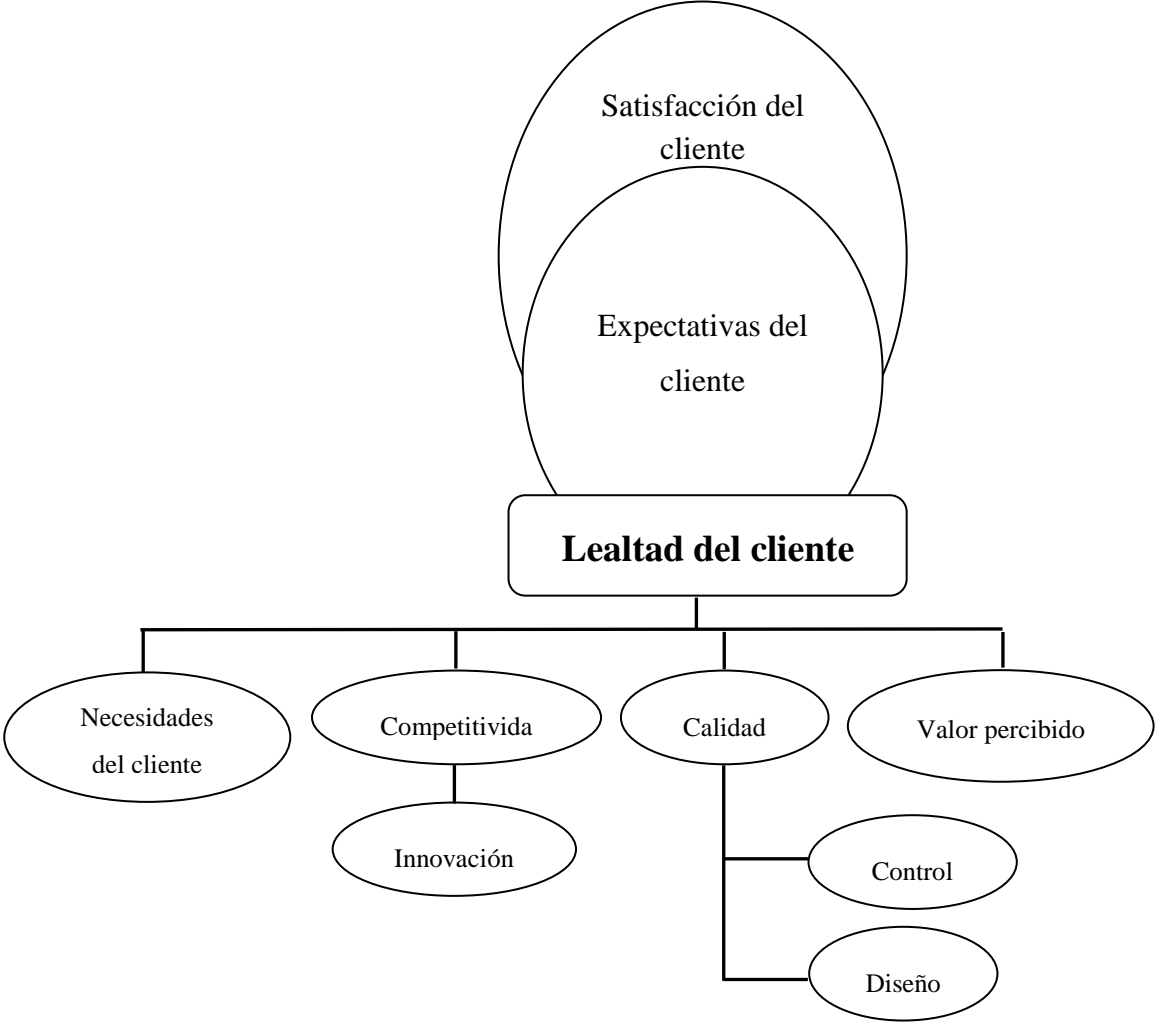 Satisfacción del
cliente
Expectativas del
cliente
Lealtad del cliente
Necesidades
del cliente
Competitivida
Calidad
Valor percibido
Innovación
Control
Diseño